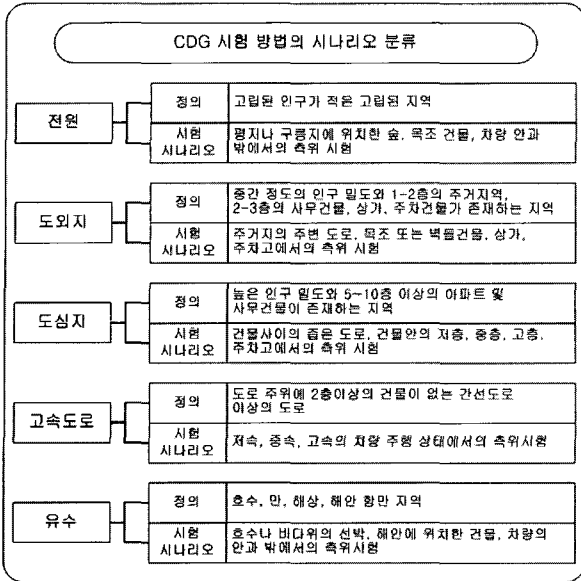 CDG 시험 방법의 시나리오 분류
전원
정의
고립된 인구가 적은 고립된 지역
시험
시나리오
평지나 구릉지에 위치한 숲, 목조 건물, 차량 안과
밖에서의 측위 시험
도외지
정의
중간 정도의 인구 밀도와 1-2층의 주거지역,
2-3층의 사무건물, 상가, 주차건물가 존재하는 지역
시험
시나리오
주거지의 주변 도로, 목조 또는 벽돌건물, 상가,
주차고에서의 측위 시험
도심지
정의
높은 인구 밀도와 5-10층 이상의 아파트 및
사무건물이 존재하는 지역
시험
시나리오
건물사이의 좁은 도로, 건물안의 저층, 중층, 고층,
주차고에서의 측위 시험
고속도로
정의
도로 주위에 2층이상의 건물이 없는 간선도로
이상의 도로
시험
시나리오
저속, 중속, 고속의 차량 주행 상태에서의 측위시험
유수
정의
호수, 만, 해상, 해안 항만 지역
시험
시나리오
호수나 바다위의 선박, 해안에 위치한 건물, 차량의
안과 밖에서의 측위시험